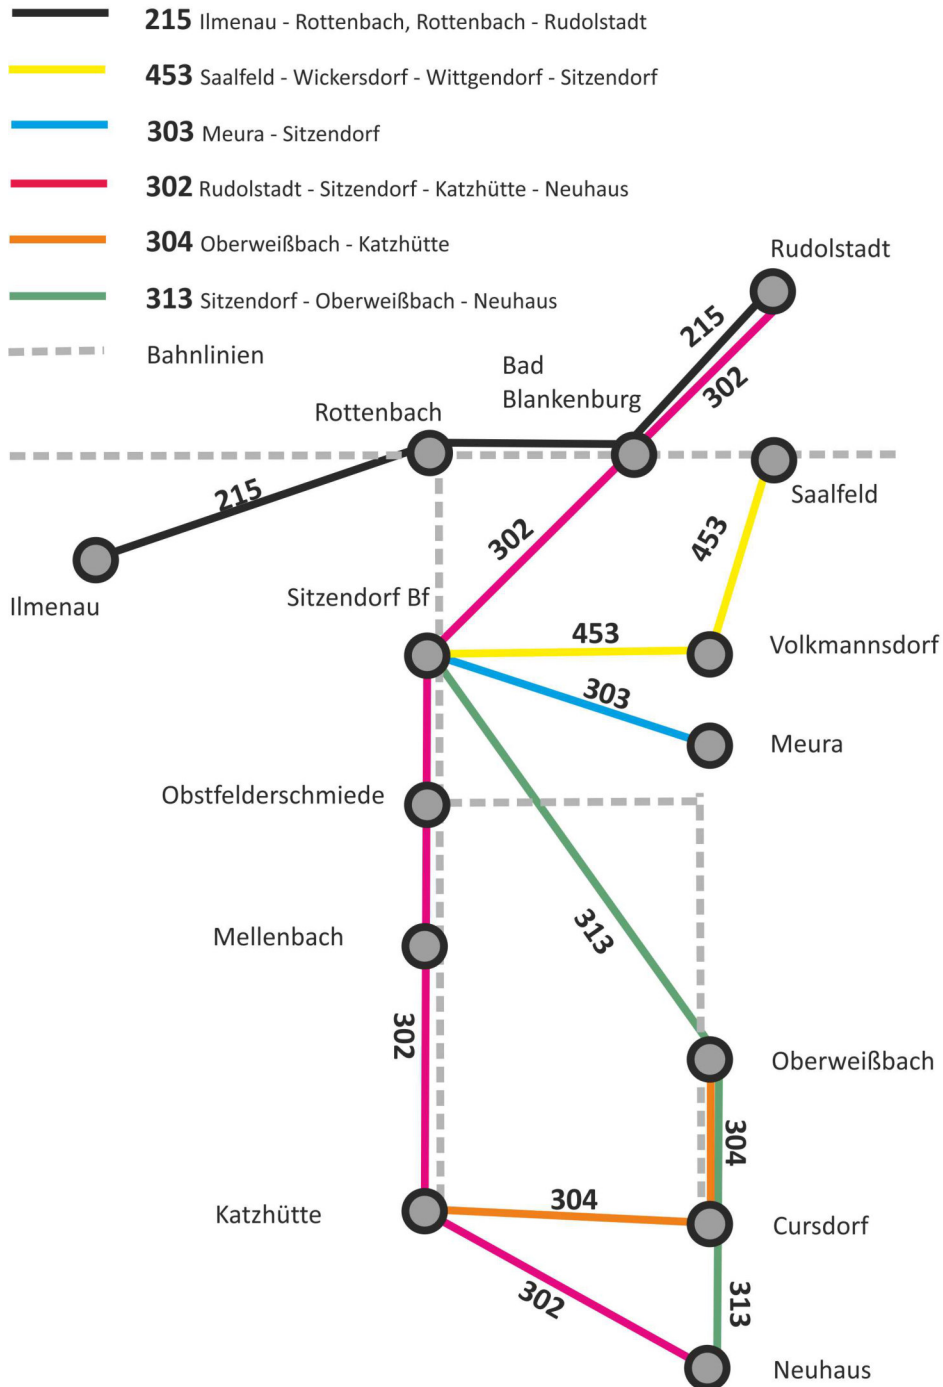 215 Ilmenau - Rottenbach, Rottenbach - Rudolstadt
453 Saalfeld - Wickersdorf - Wittgendorf - Sitzendorf
303 Meura - Sitzendorf
302 Rudolstadt - Sitzendorf - Katzhütte - Neuhaus
304 Oberweißbach - Katzhütte
313 Sitzendorf - Oberweißbach - Neuhaus
Bahnlinien
Rudolstadt
215
302
Bad
Blankenburg
Rottenbach
Saalfeld
215
302
453
Ilmenau
Sitzendorf Bf
453
Volkmannsdorf
303
Meura
Obstfelderschmiede
313
Mellenbach
302
Oberweißbach
304
304
Katzhütte
Cursdorf
302
313
Neuhaus